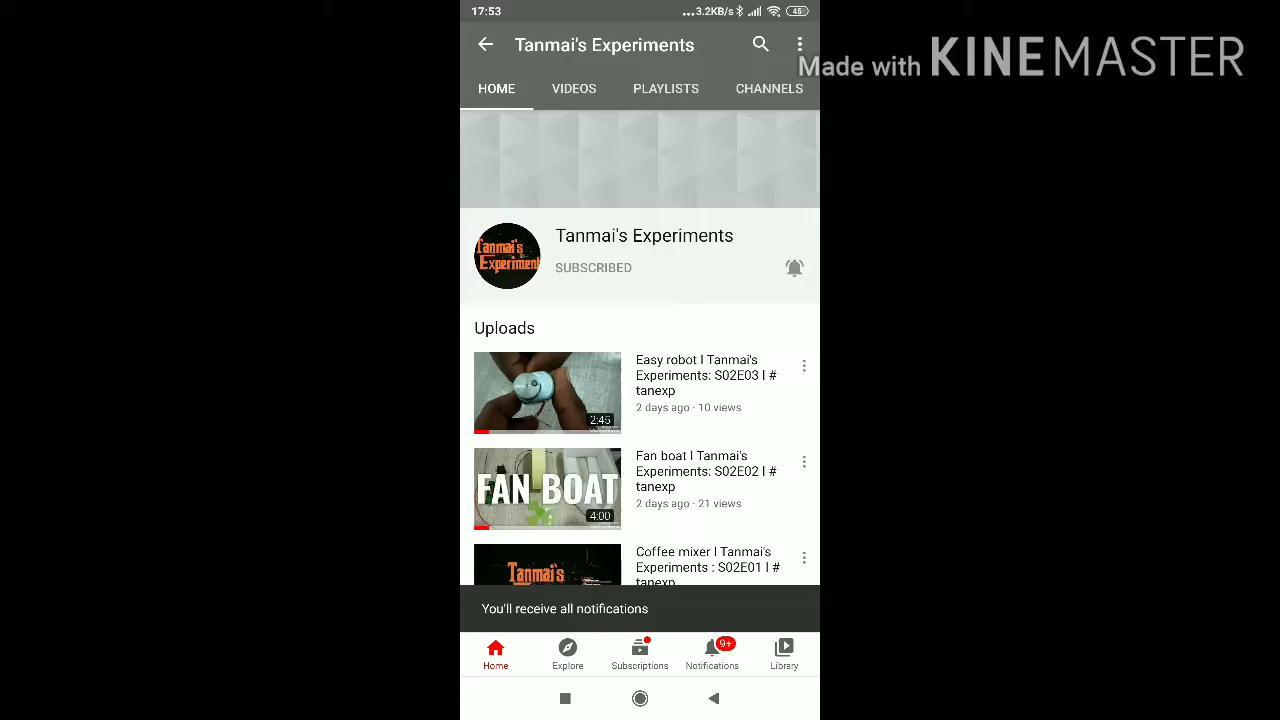 17:53
...3.2KB/s
45
Tanmai's Experiments
Made with KINEMASTER
HOME VIDEOS PLAYLISTS CHANNELS
Tanmai's
Experiment
Tanmai's Experiments
SUBSCRIBED
Uploads
2:45
Easy robot l Tanmai's
Experiments: S02E03 l #
tanexp
2 days ago · 10 views
FAN BOAT
4:00
Fan boat l Tanmai's
Experiments: S02E02 l #
tanexp
2 days ago · 21 views
Tanmai's
Coffee mixer l Tanmai's
Experiments : S02E01 l #
tanexp
You'll receive all notifications
9+
Home Explore Subscriptions Notifications Library